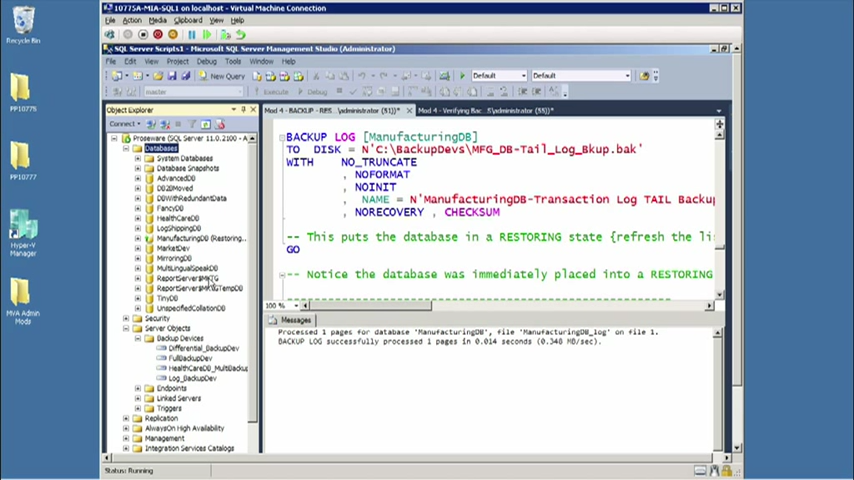 10775A-MIA-SQL1 on localhost - Virtual Machine Connection
File Action Media Clipboard View Help
SQL Server Scripts1 - Microsoft SQL Server Management Studio (Administrator)
File Edit View Project Debug Tools Window Help
New Query
Default
Default
master
Execute
Debug
Object Explorer
Connect
Proseware (SQL Server 11.0.2100 - Administrator
Databases
System Databases
Database Snapshots
AdvancedDB
DB2BMoved
DBWithRedundantData
FancyDB
HealthCareDB
LogShippingDB
ManufacturingDB (Restoring...
MarketDev
MirroringDB
MultiLingualSpeakDB
ReportServer$MKTG
ReportServer$MKTGTempDB
TinyDB
UnspecifiedCollationDB
Security
Server Objects
Backup Devices
Differential_BackupDev
FullBackupDev
HealthCareDB_MultiBackup
Log_BackupDev
Endpoints
Linked Servers
Triggers
Replication
AlwaysOn High Availability
Management
Integration Services Catalogs
Mod 4 - BACKUP - RES...\administrator (51))*
Mod 4 - Verifying Bac...S\administrator (55))*
BACKUP LOG [ManufacturingDB]
TO DISK = N'C:\BackupDevs\MFG_DB-Tail_Log_Bkup.bak'
WITH NO_TRUNCATE
, NOFORMAT
, NOINIT
, NAME = N'ManufacturingDB-Transaction Log TAIL Backup
, NORECOVERY , CHECKSUM
-- This puts the database in a RESTORING state {refresh the li
GO
-- Notice the database was immediately placed into a RESTORING
100 %
Messages
Processed 1 pages for database 'ManufacturingDB', file 'ManufacturingDB_log' on file 1.
BACKUP LOG successfully processed 1 pages in 0.014 seconds (0.348 MB/sec).
Status: Running
Recycle Bin
PP10775
PP10777
Hyper-V
Manager
MVA Admin
Mods